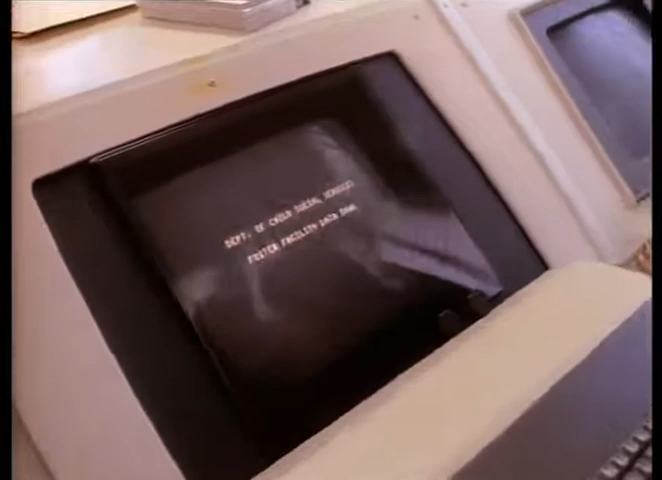 DEPT. OF CHILD SOCIAL SERVICES
FOSTER FACILITY DATA BANK